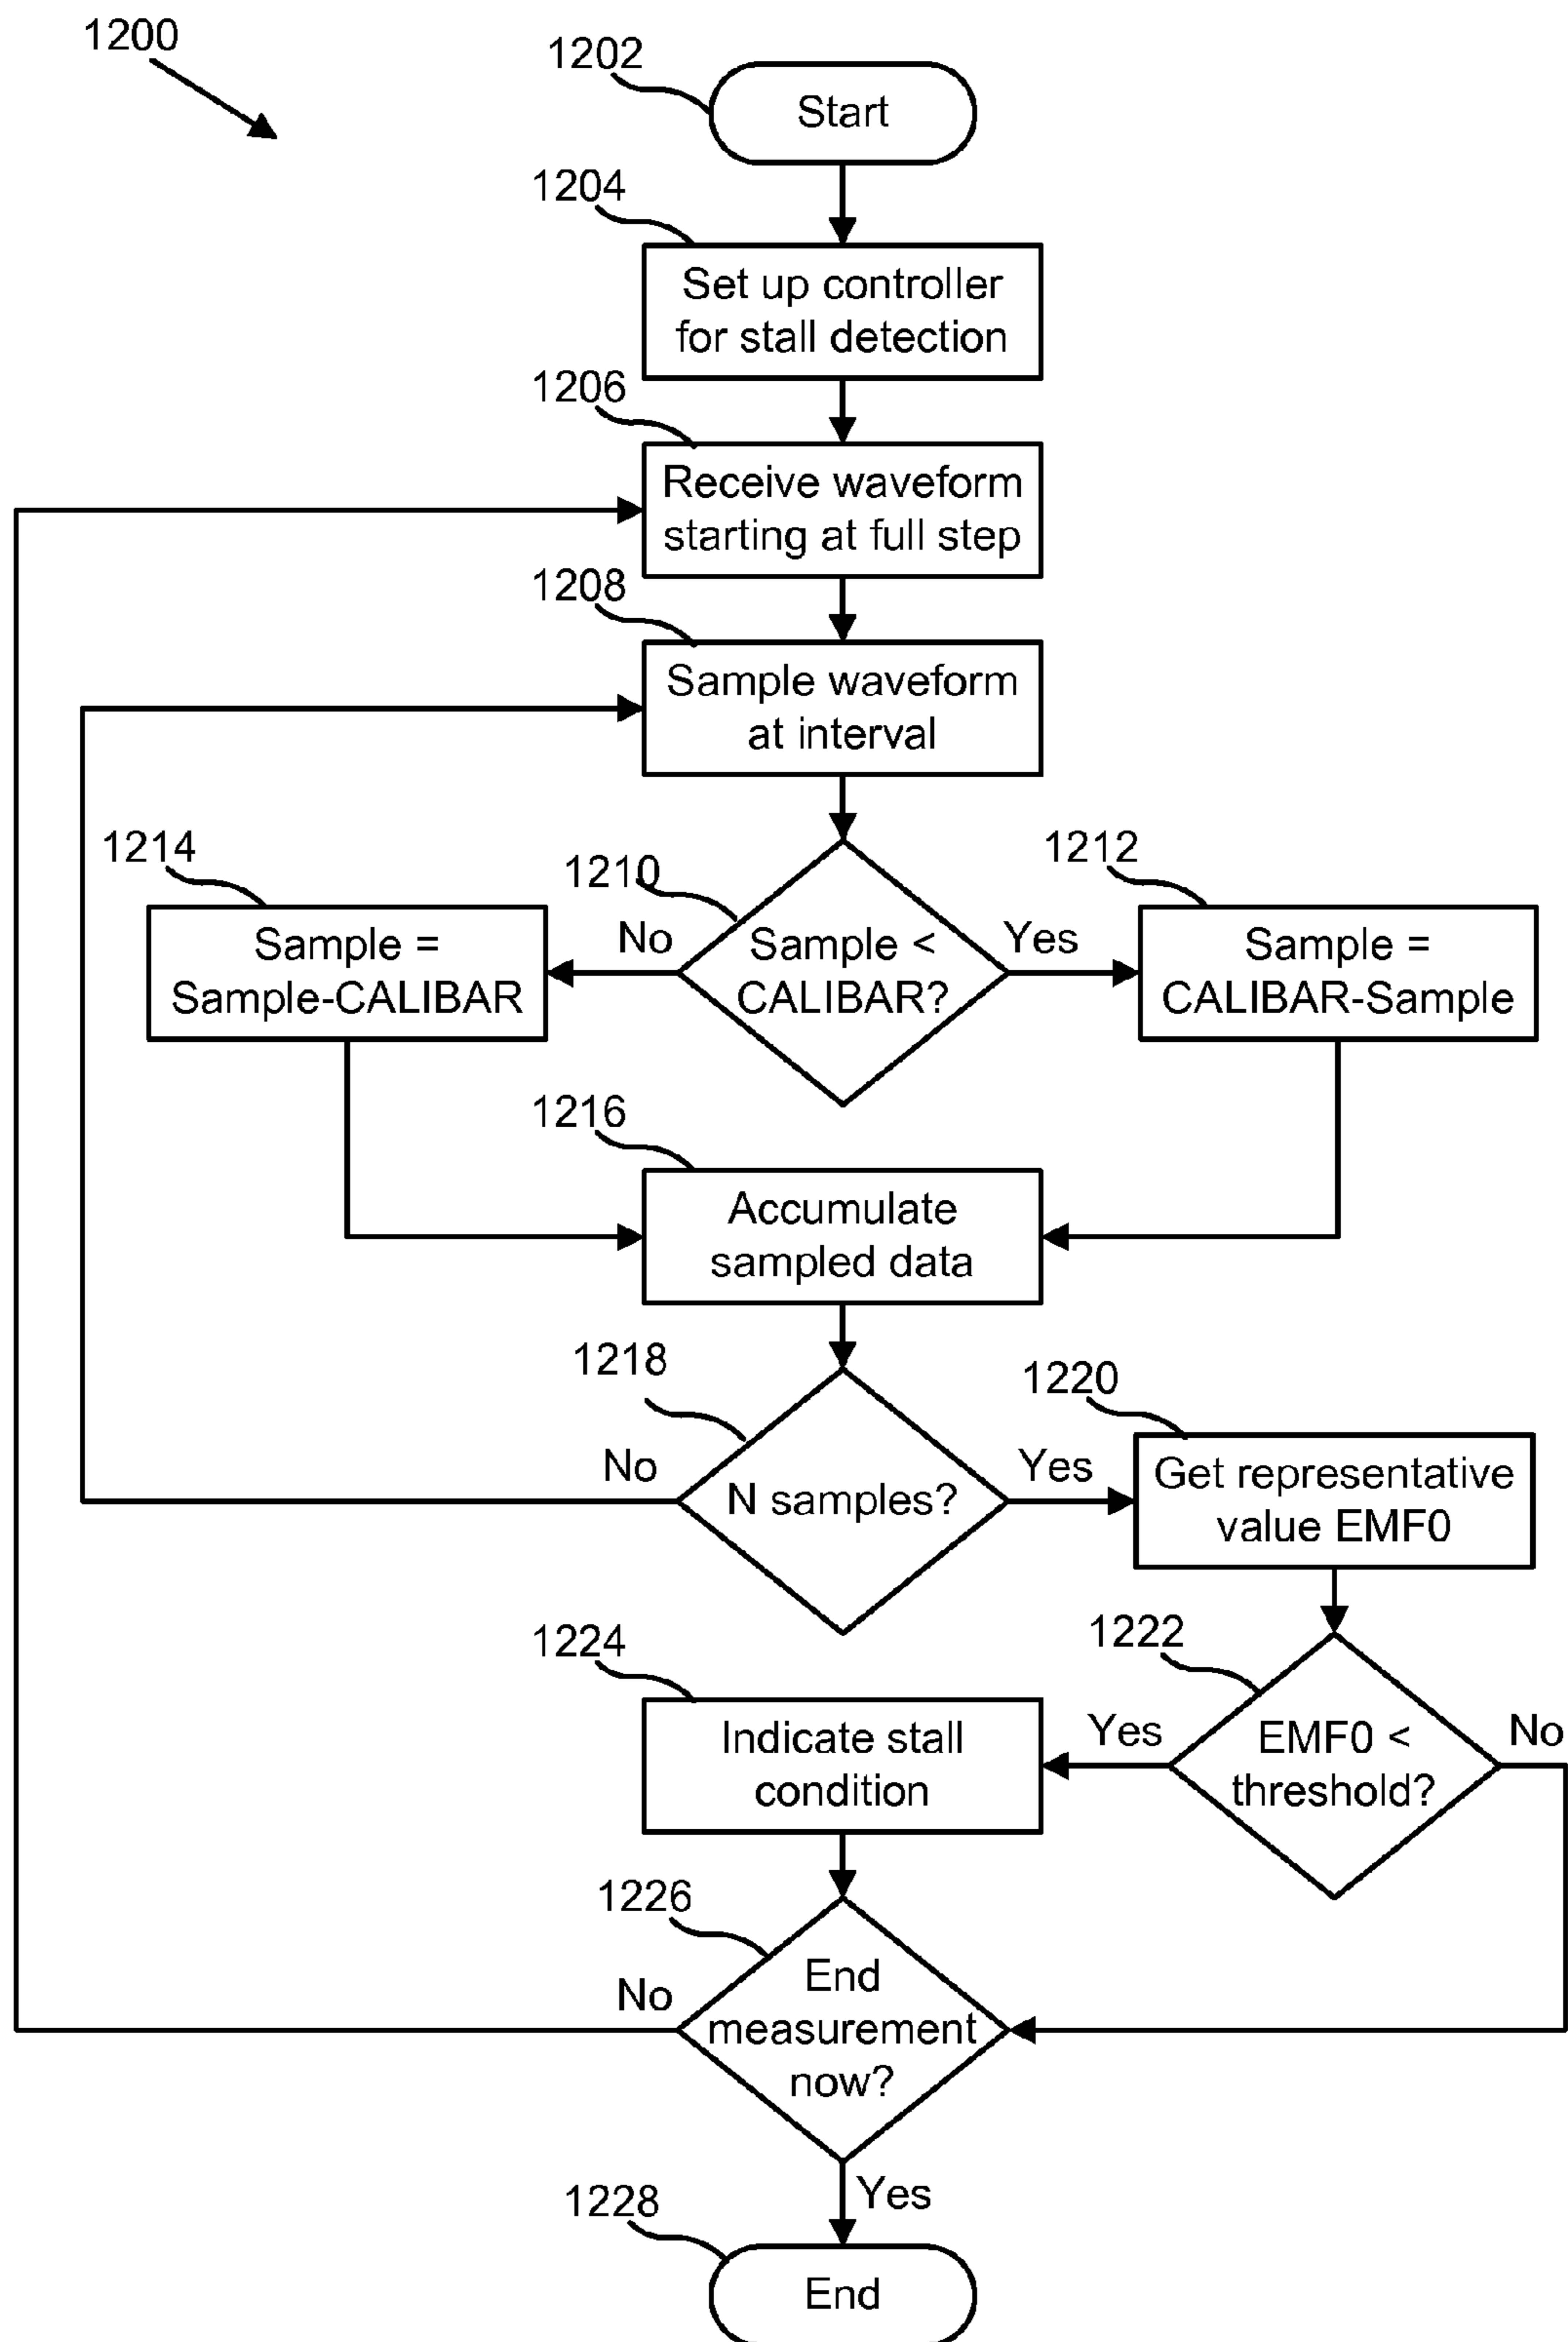 1200
1202
Start
1204
Set up controller
for stall detection
1206
Receive waveform
starting at full step
1208
Sample waveform
at interval
1214
1210
1212
Sample =
Sample-CALIBAR
No
Sample <
CALIBAR?
Yes
Sample =
CALIBAR-Sample
1216
Accumulate
sampled data
1218
1220
No
N samples?
Yes
Get representative
value EMF0
1224
1222
Indicate stall
condition
Yes
EMF0 <
threshold?
No
1226
No
End
measurement
now?
Yes
1228
End